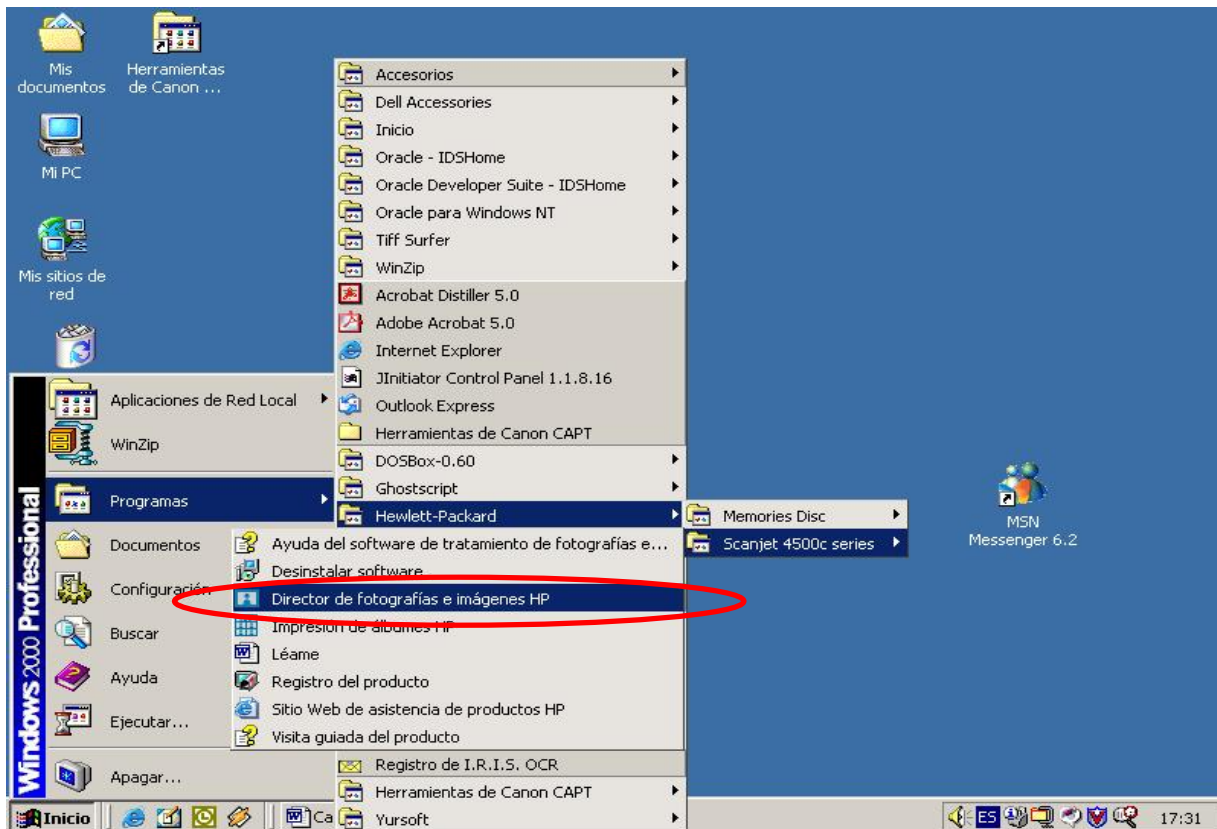 Mis
documentos
Herramientas
de Canon ...
Mi PC
Mis sitios de
red
MSN
Messenger 6.2
Accesorios
Dell Accessories
Inicio
Oracle - IDSHome
Oracle Developer Suite - IDSHome
Oracle para Windows NT
Tiff Surfer
WinZip
Acrobat Distiller 5.0
Adobe Acrobat 5.0
Internet Explorer
JInitiator Control Panel 1.1.8.16
Outlook Express
Herramientas de Canon CAPT
DOSBox-0.60
Ghostscript
Hewlett-Packard
Registro de I.R.I.S. OCR
Herramientas de Canon CAPT
Yursoft
Memories Disc
Scanjet 4500c series
Ayuda del software de tratamiento de fotografías e...
Desinstalar software
Director de fotografías e imágenes HP
Impresión de álbumes HP
Léame
Registro del producto
Sitio Web de asistencia de productos HP
Visita guiada del producto
Windows 2000 Professional
Aplicaciones de Red Local
WinZip
Programas
Documentos
Configuración
Buscar
Ayuda
Ejecutar...
Apagar...
Inicio
Ca
ES
17:31